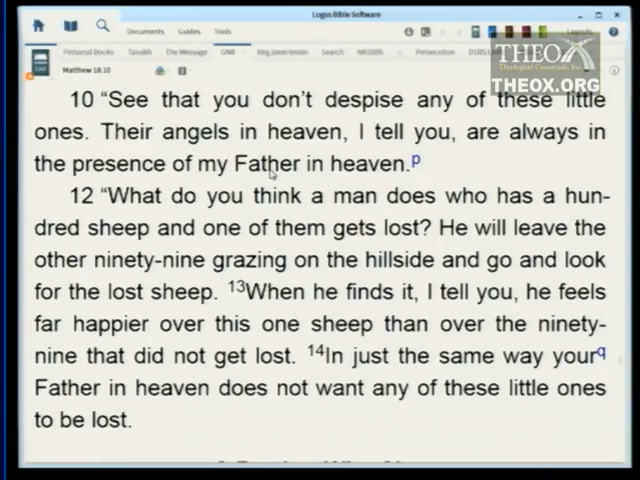 Logos Bible Software
Documents Guides Tools Layouts
Personal Books Tanakh The Message GNB King James Version Search NASB95 Persecution
THEOX
Theological Crossroads, Inc.
THEOX.ORG
Matthew 18:10
10 “See that you don’t despise any of these little
ones. Their angels in heaven, I tell you, are always in
the presence of my Father in heaven.p
12 “What do you think a man does who has a hun-
dred sheep and one of them gets lost? He will leave the
other ninety-nine grazing on the hillside and go and look
for the lost sheep. 13When he finds it, I tell you, he feels
far happier over this one sheep than over the ninety-
nine that did not get lost. 14In just the same way yourq
Father in heaven does not want any of these little ones
to be lost.